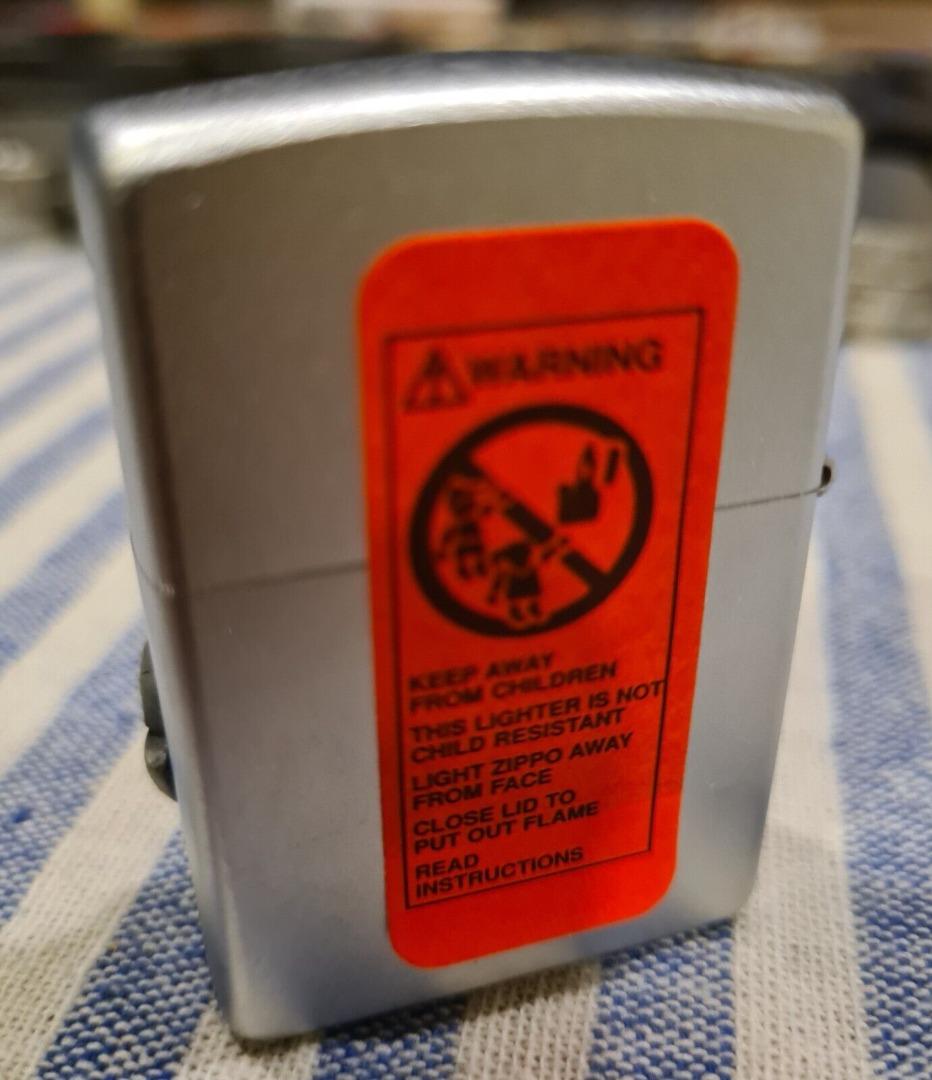 WARNING
KEEP AWAY
FROM CHILDREN
THIS LIGHTER IS NOT
CHILD RESISTANT
LIGHT ZIPPO AWAY
FROM FACE
CLOSE LID TO
PUT OUT FLAME
READ
INSTRUCTIONS